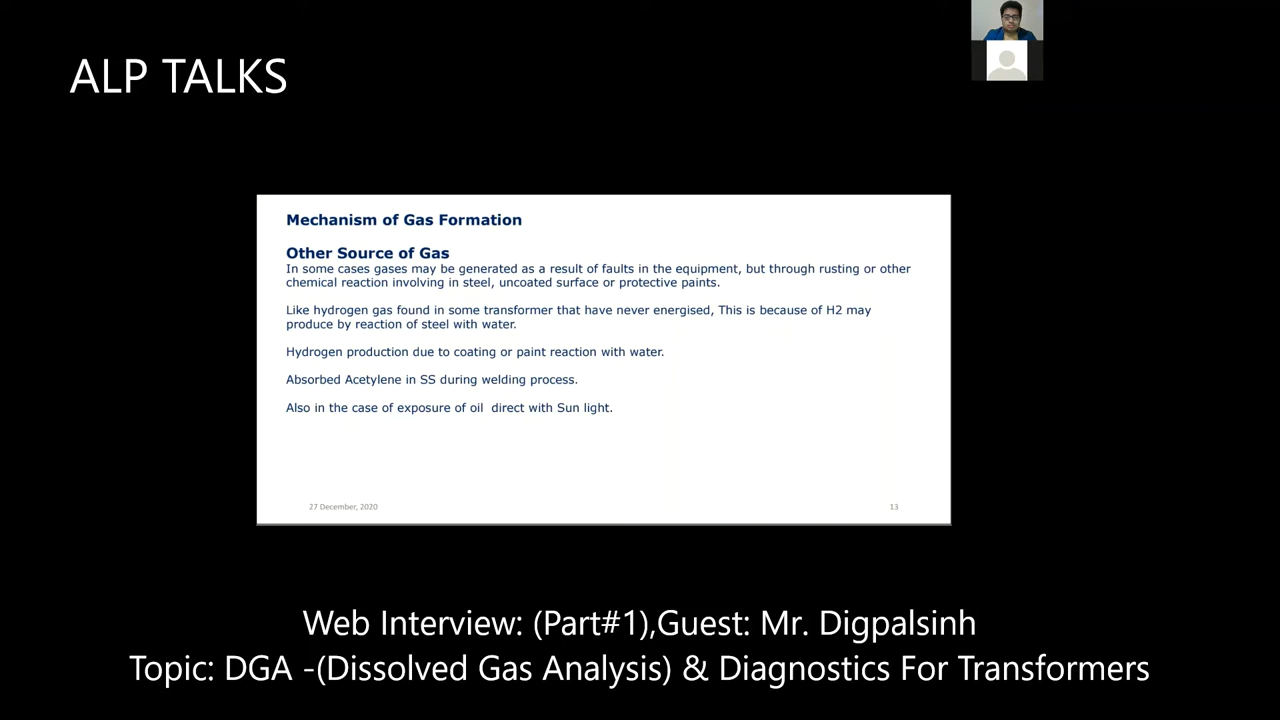 ALP TALKS
Mechanism of Gas Formation
Other Source of Gas
In some cases gases may be generated as a result of faults in the equipment, but through rusting or other
chemical reaction involving in steel, uncoated surface or protective paints.
Like hydrogen gas found in some transformer that have never energised, This is because of H2 may
produce by reaction of steel with water.
Hydrogen production due to coating or paint reaction with water.
Absorbed Acetylene in SS during welding process.
Also in the case of exposure of oil direct with Sun light.
27 December, 2020
13
Web Interview: (Part#1),Guest: Mr. Digpalsinh
Topic: DGA -(Dissolved Gas Analysis) & Diagnostics For Transformers